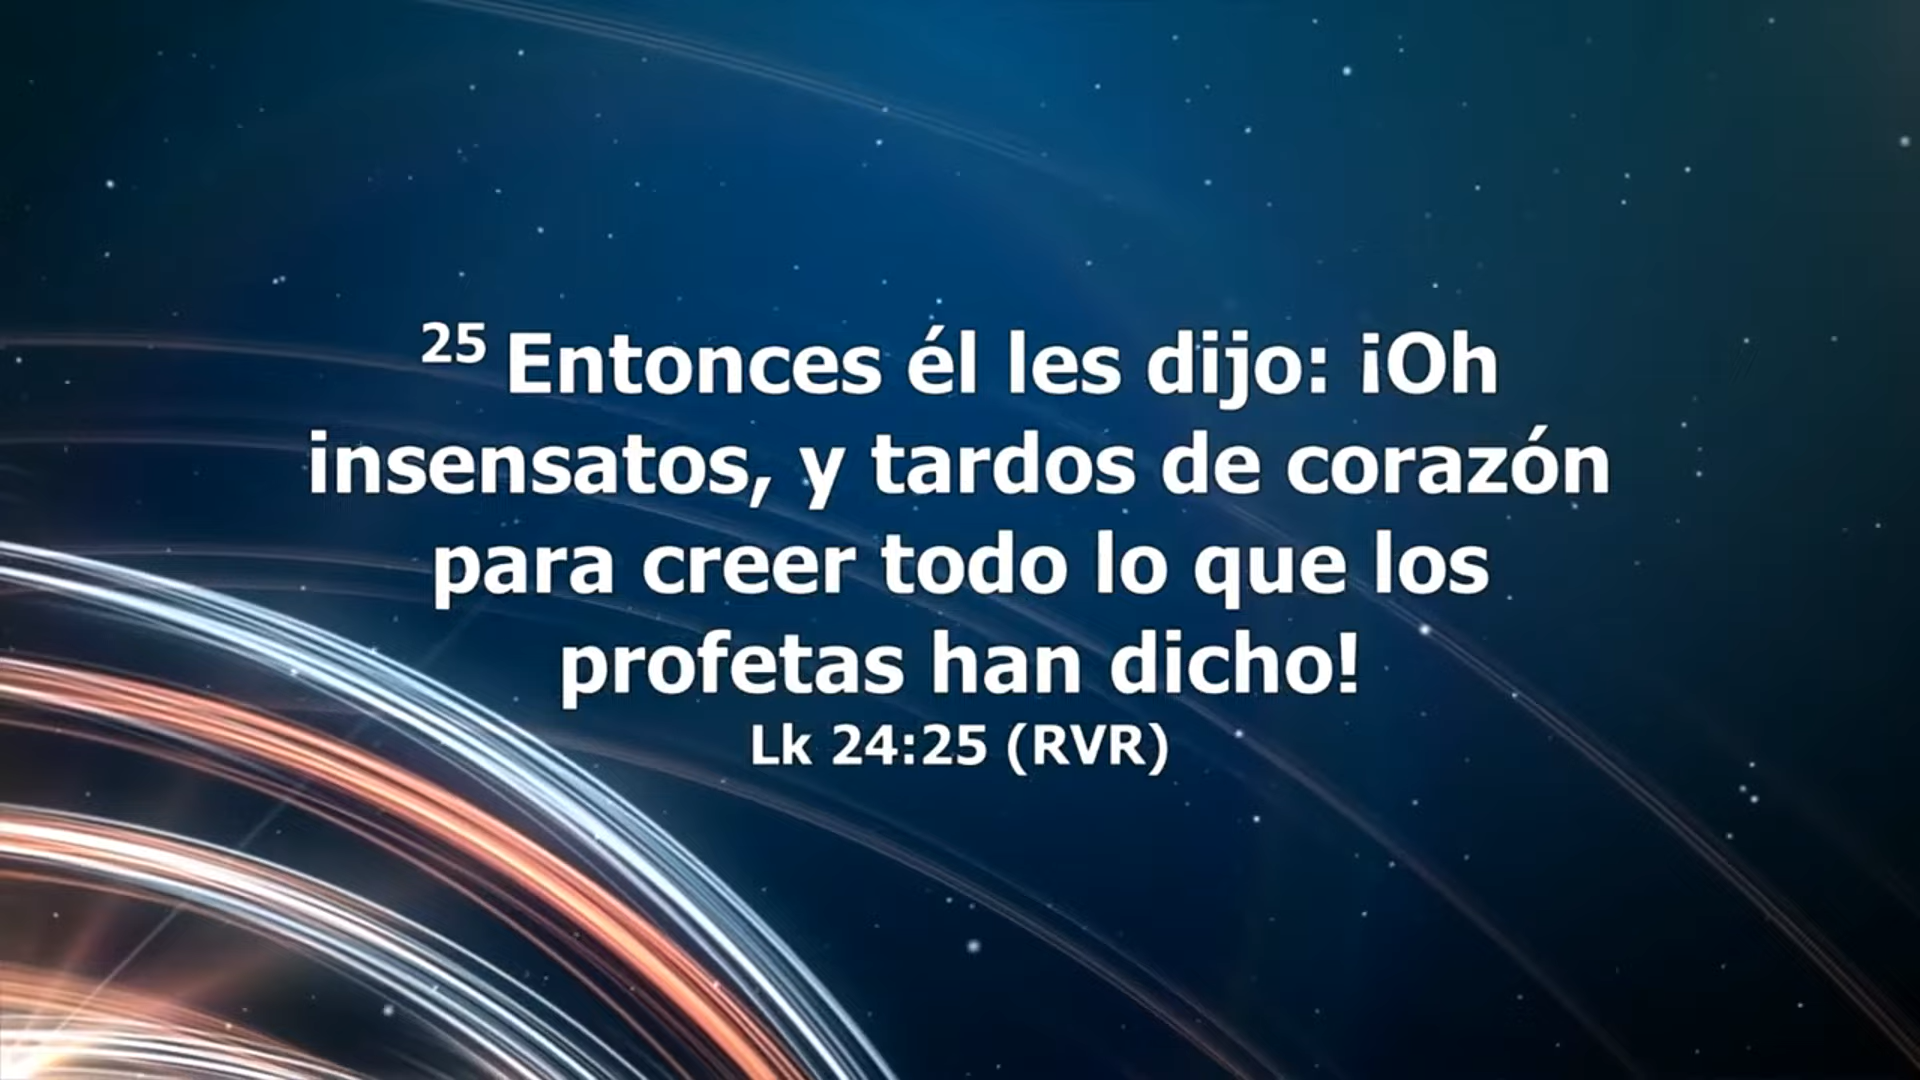 25 Entonces él les dijo: ¡Oh
insensatos, y tardos de corazón
para creer todo lo que los
profetas han dicho!
Lk 24:25 (RVR)